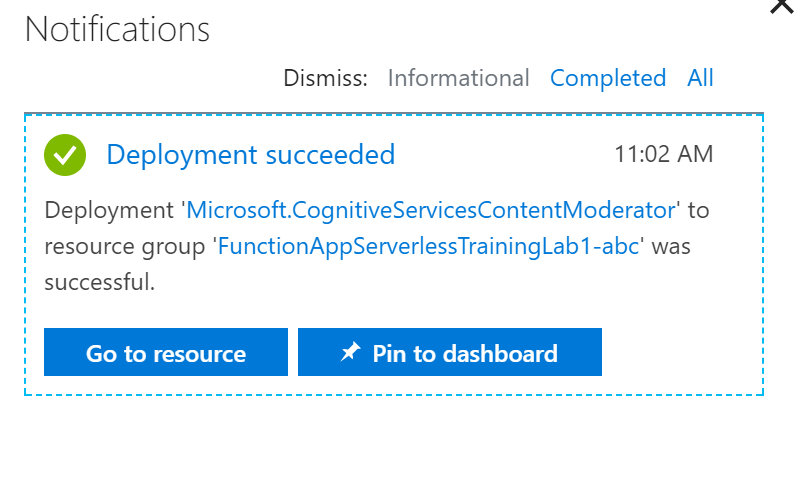 Notifications
Dismiss: Informational Completed All
Deployment succeeded 11:02 AM
Deployment 'Microsoft.CognitiveServicesContentModerator' to
resource group 'FunctionAppServerlessTrainingLab1-abc' was
successful.
Go to resource Pin to dashboard